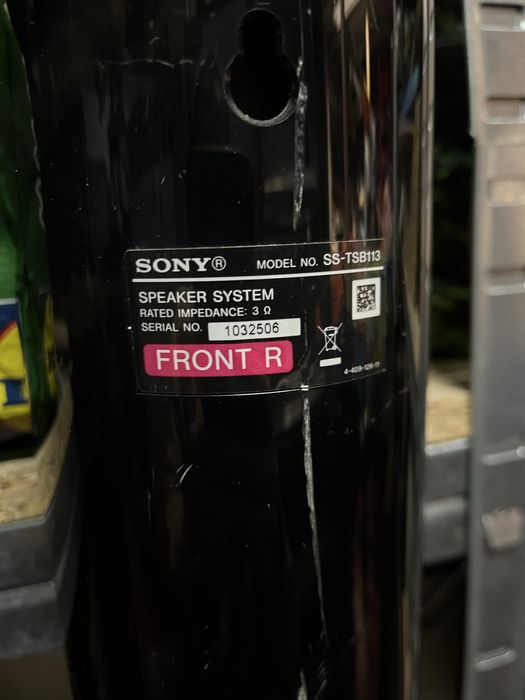 SONY® MODEL NO. SS-TSB113
SPEAKER SYSTEM
RATED IMPEDANCE: 3 Ω
SERIAL NO. 1032506
FRONT R
4-409-126-11